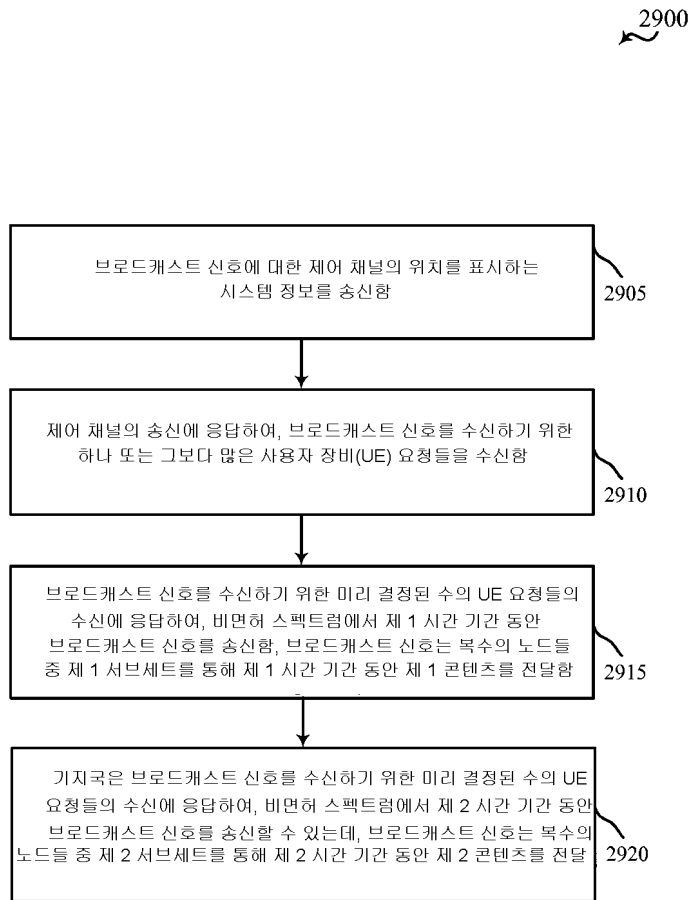 2900
브로드캐스트 신호에 대한 제어 채널의 위치를 표시하는
시스템 정보를 송신함
2905
제어 채널의 송신에 응답하여, 브로드캐스트 신호를 수신하기 위한
하나 또는 그보다 많은 사용자 장비(UE) 요청들을 수신함
2910
브로드캐스트 신호를 수신하기 위한 미리 결정된 수의 UE 요청들의
수신에 응답하여, 비면허 스펙트럼에서 제 1 시간 기간 동안
브로드캐스트 신호를 송신함, 브로드캐스트 신호는 복수의 노드들
중 제 1 서브세트를 통해 제 1 시간 기간 동안 제 1 콘텐츠를 전달함
2915
기지국은 브로드캐스트 신호를 수신하기 위한 미리 결정된 수의 UE
요청들의 수신에 응답하여, 비면허 스펙트럼에서 제 2 시간 기간 동안
브로드캐스트 신호를 송신할 수 있는데, 브로드캐스트 신호는 복수의
노드들 중 제 2 서브세트를 통해 제 2 시간 기간 동안 제 2 콘텐츠를 전달
2920